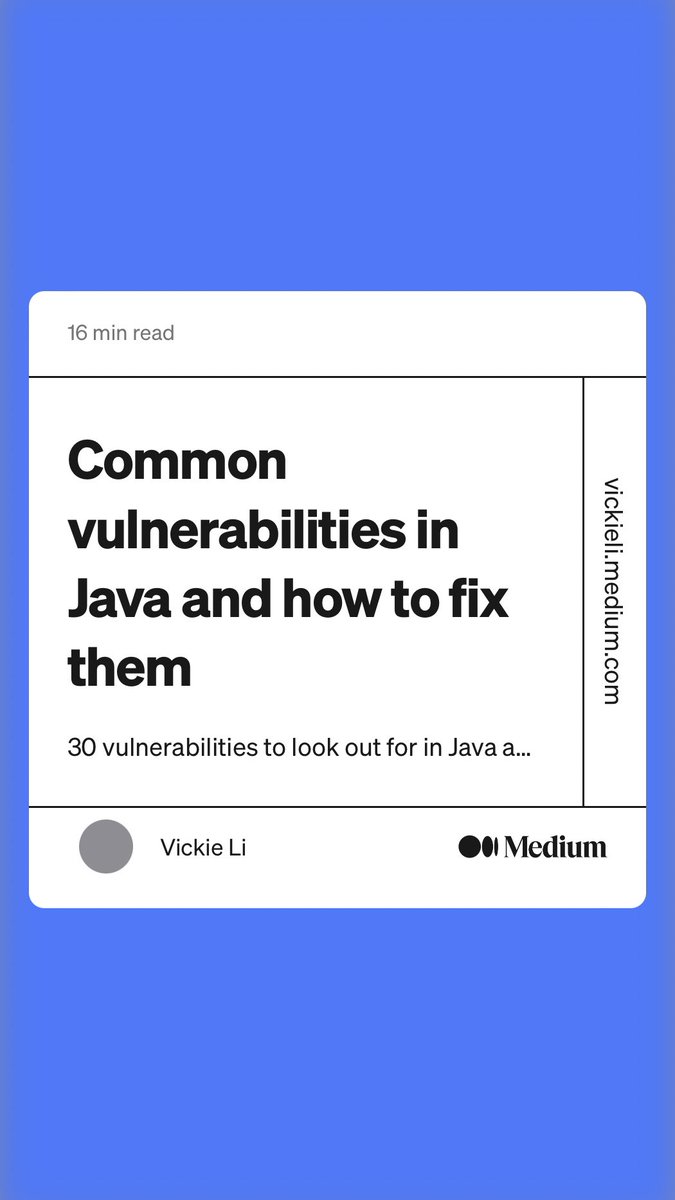 16 min read
Common
vulnerabilities in
Java and how to fix
them
30 vulnerabilities to look out for in Java a...
vickieli.medium.com
Vickie Li
Medium